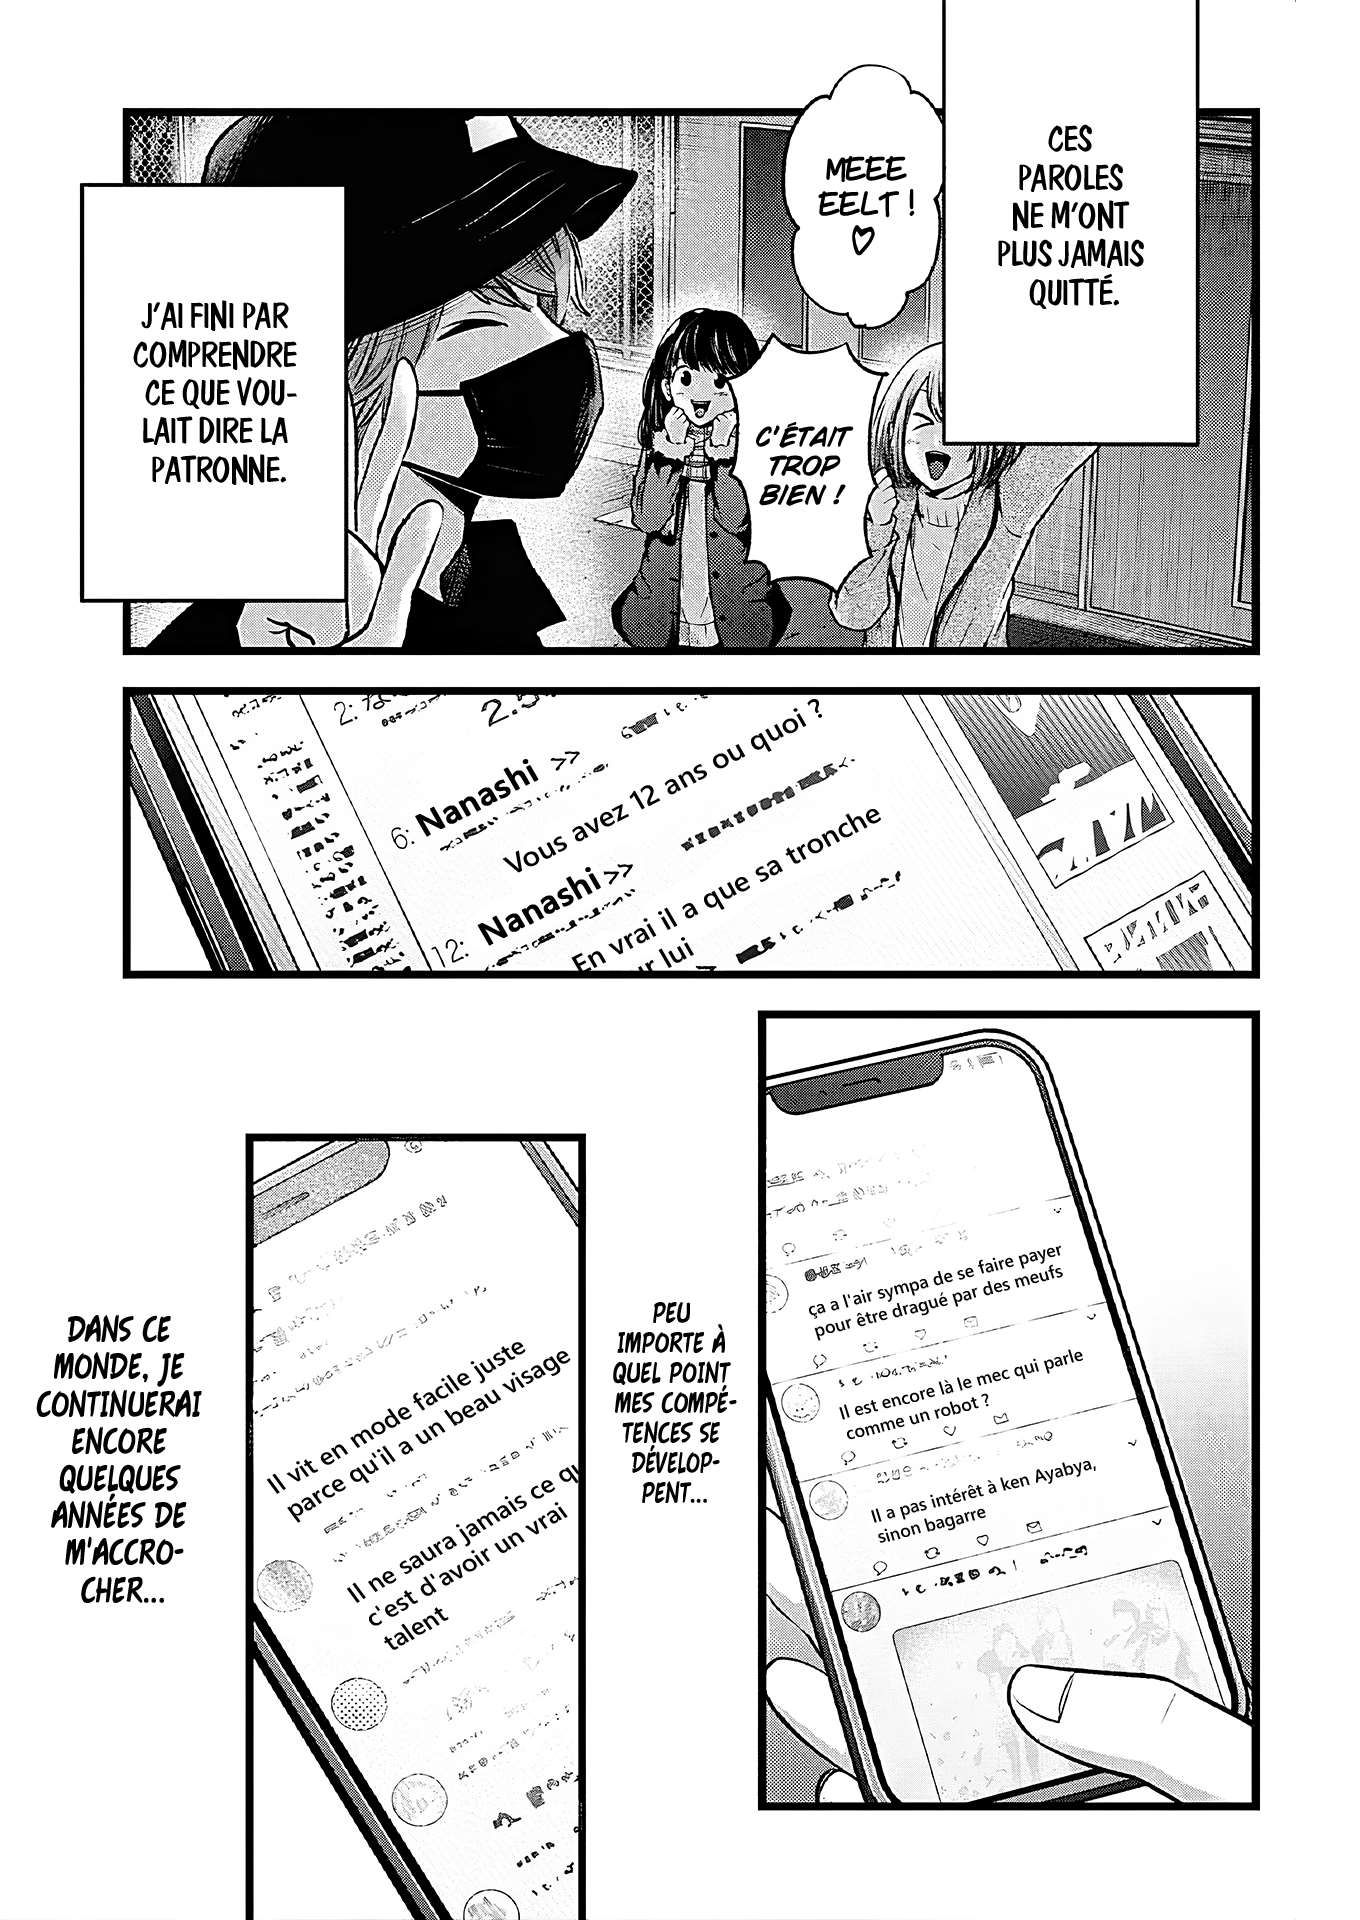 CES
PAROLES
NE M'ONT
PLUS JAMAIS
QUITTÉ.
MEEE
EELT !
♡
C'ÉTAIT
TROP
BIEN !
J'AI FINI PAR
COMPRENDRE
CE QUE VOU-
LAIT DIRE LA
PATRONNE.
2:
2.5
6: Nanashi >>
Vous avez 12 ans ou quoi ?
12: Nanashi >>
En vrai il a que sa tronche
lui
ça a l'air sympa de se faire payer
pour être dragué par des meufs
Il est encore là le mec qui parle
comme un robot ?
Il a pas intérêt à ken Ayabya,
sinon bagarre
PEU
IMPORTE À
QUEL POINT
MES COMPÉ-
TENCES SE
DÉVELOP-
PENT...
Il vit en mode facile juste
parce qu'il a un beau visage
Il ne saura jamais ce qu
c'est d'avoir un vrai
talent
DANS CE
MONDE, JE
CONTINUERAI
ENCORE
QUELQUES
ANNÉES DE
M'ACCRO-
CHER...